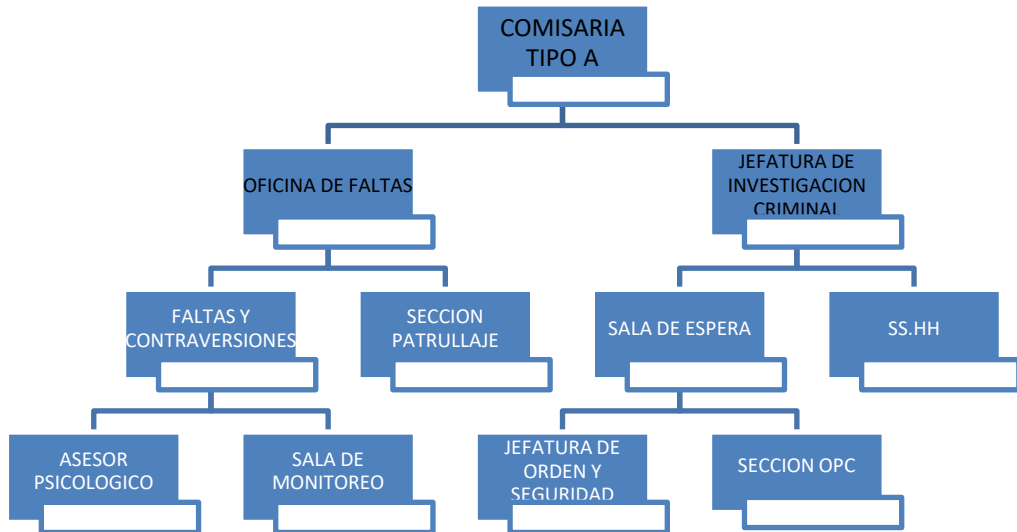 COMISARIA
TIPO A
OFICINA DE FALTAS
JEFATURA DE
INVESTIGACION
CRIMINAL
FALTAS Y
CONTRAVERSIONES
SECCION
PATRULLAJE
SALA DE ESPERA
SS.HH
ASESOR
PSICOLOGICO
SALA DE
MONITOREO
JEFATURA DE
ORDEN Y
SEGURIDAD
SECCION OPC